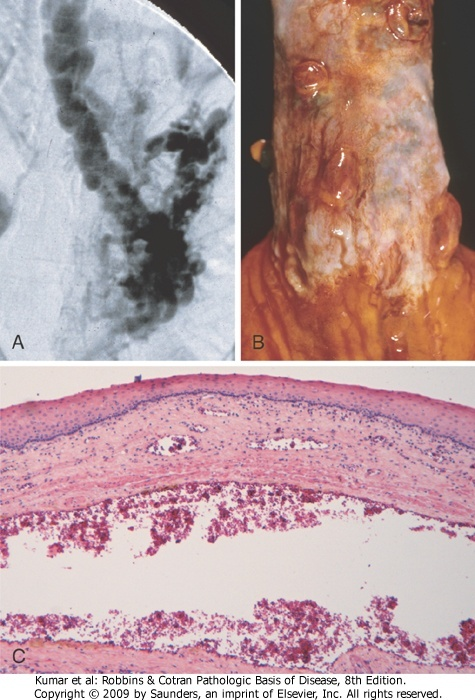 A
B
C
Kumar et al: Robbins & Cotran Pathologic Basis of Disease, 8th Edition.
Copyright © 2009 by Saunders, an imprint of Elsevier, Inc. All rights reserved.